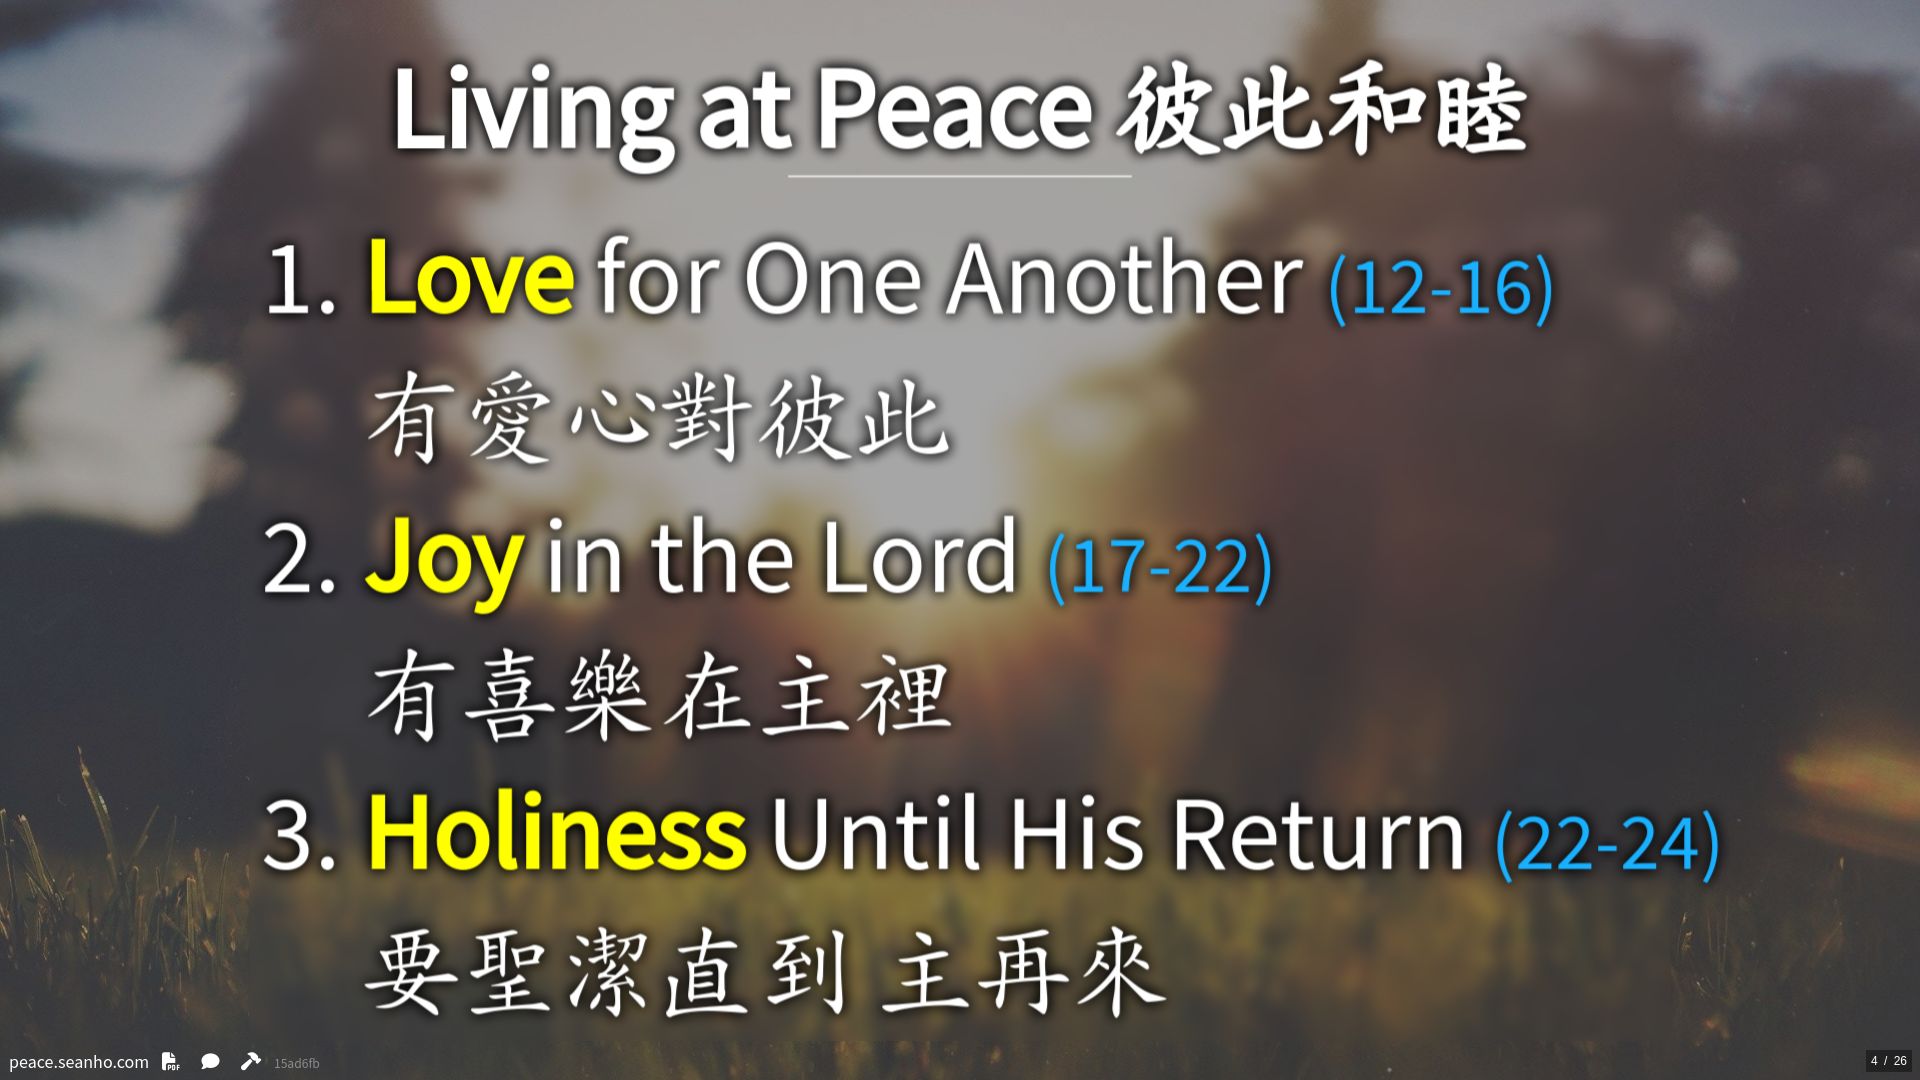 Living at Peace 彼此和睦
1. Love for One Another (12-16)
有愛心對彼此
2. Joy in the Lord (17-22)
有喜樂在主裡
3. Holiness Until His Return (22-24)
要聖潔直到 主再來
peace.seanho.com PDF 15ad6fb
4 / 26